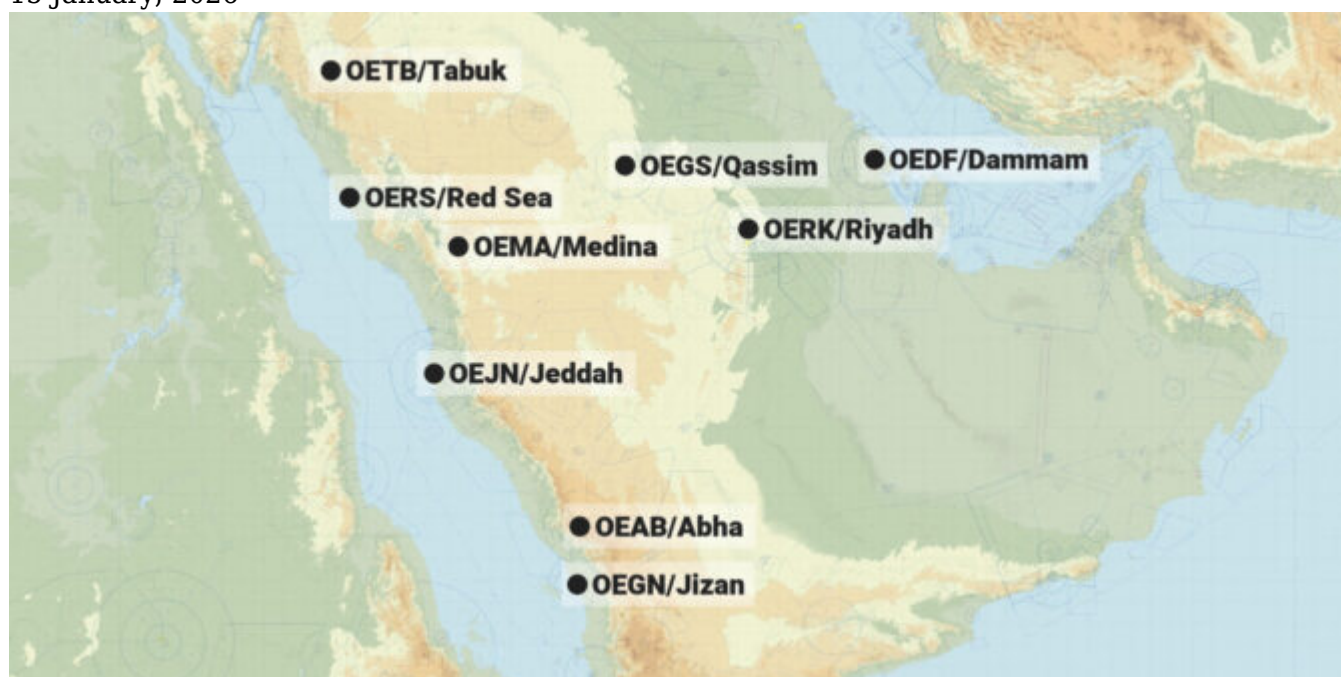 OETB/Tabuk
OEGS/Qassim
OEDF/Dammam
OERS/Red Sea
OERK/Riyadh
OEMA/Medina
OEJN/Jeddah
OEAB/Abha
OEGN/Jizan